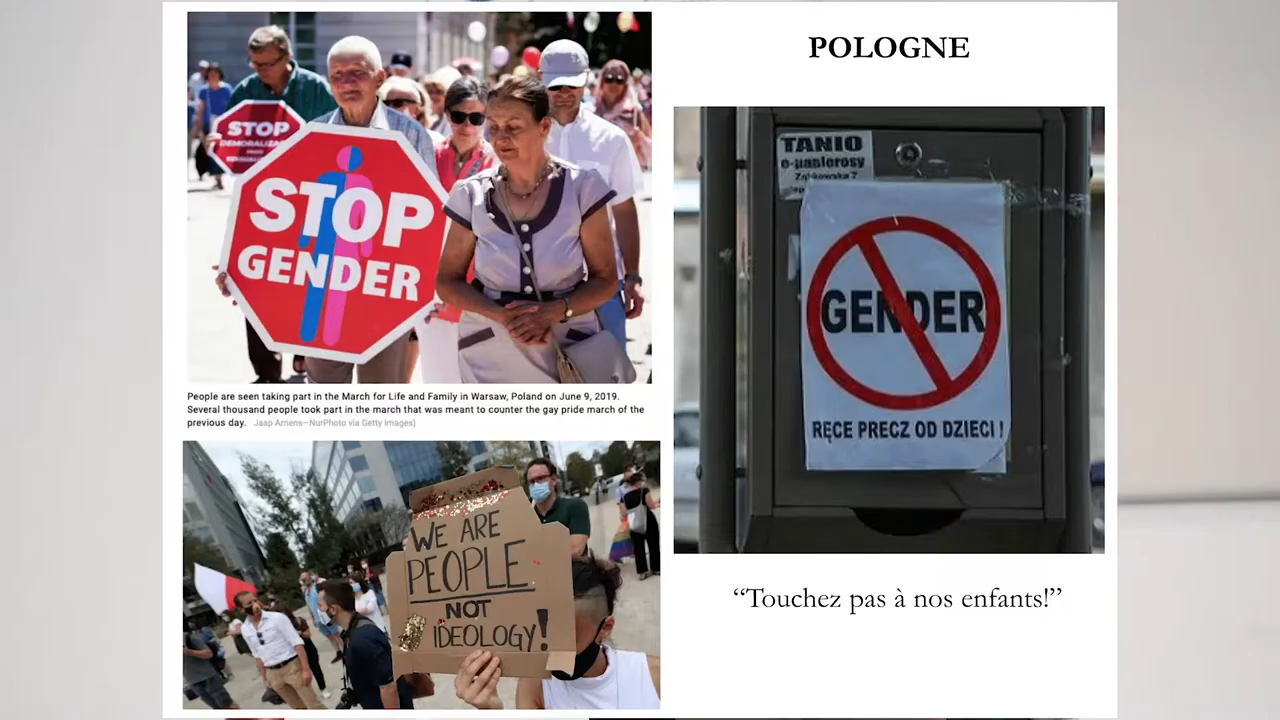 STOP
STOP
GENDER
People are seen taking part in the March for Life and Family in Warsaw, Poland on June 9, 2019.
Several thousand people took part in the march that was meant to counter the gay pride march of the
previous day. Jaap Arriens—NurPhoto via Getty Images)
WE ARE
PEOPLE
NOT
IDEOLOGY!
POLOGNE
TANIO
e-papierosy
GENDER
RĘCE PRECZ OD DZIECI !
“Touchez pas à nos enfants!”